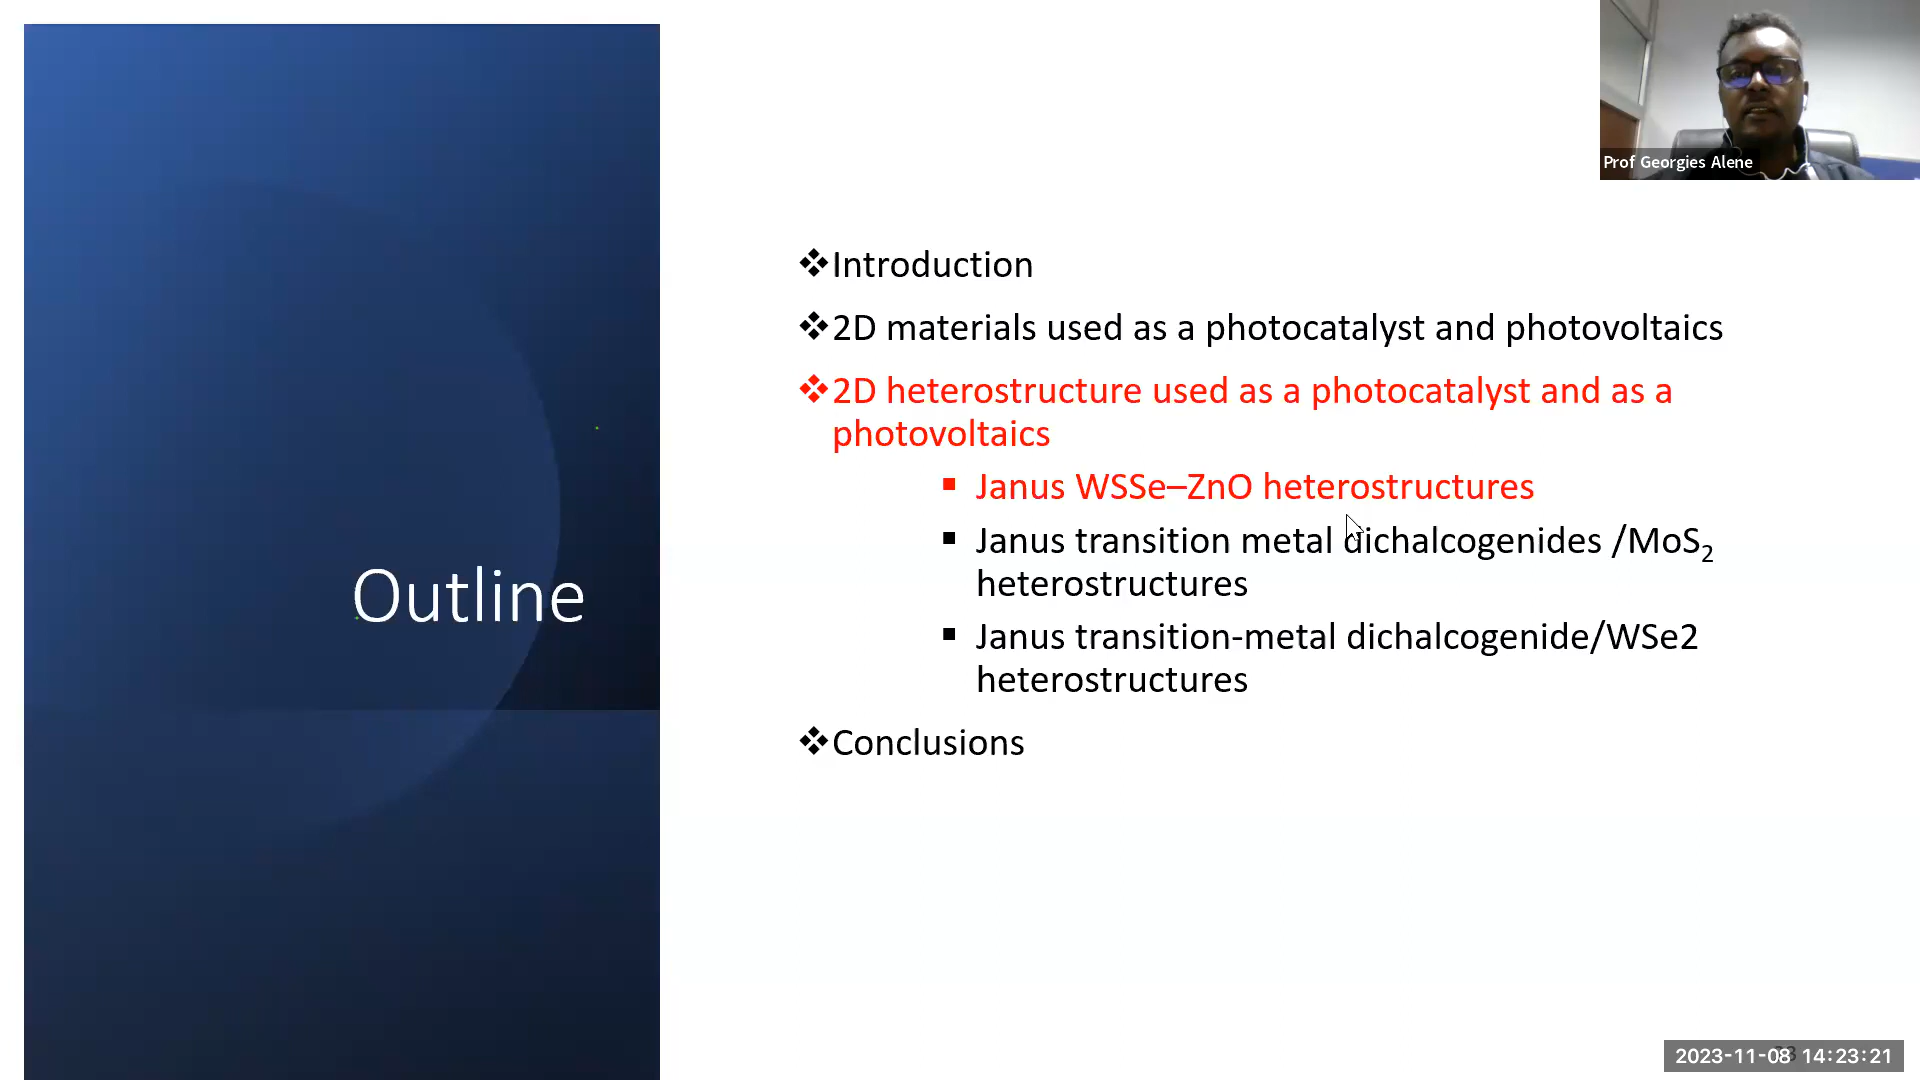 Prof Georgies Alene
Outline
❖Introduction
❖2D materials used as a photocatalyst and photovoltaics
❖2D heterostructure used as a photocatalyst and as a
photovoltaics
▪ Janus WSSe–ZnO heterostructures
▪ Janus transition metal dichalcogenides /MoS₂
heterostructures
▪ Janus transition-metal dichalcogenide/WSe2
heterostructures
❖Conclusions
2023-11-08 14:23:21